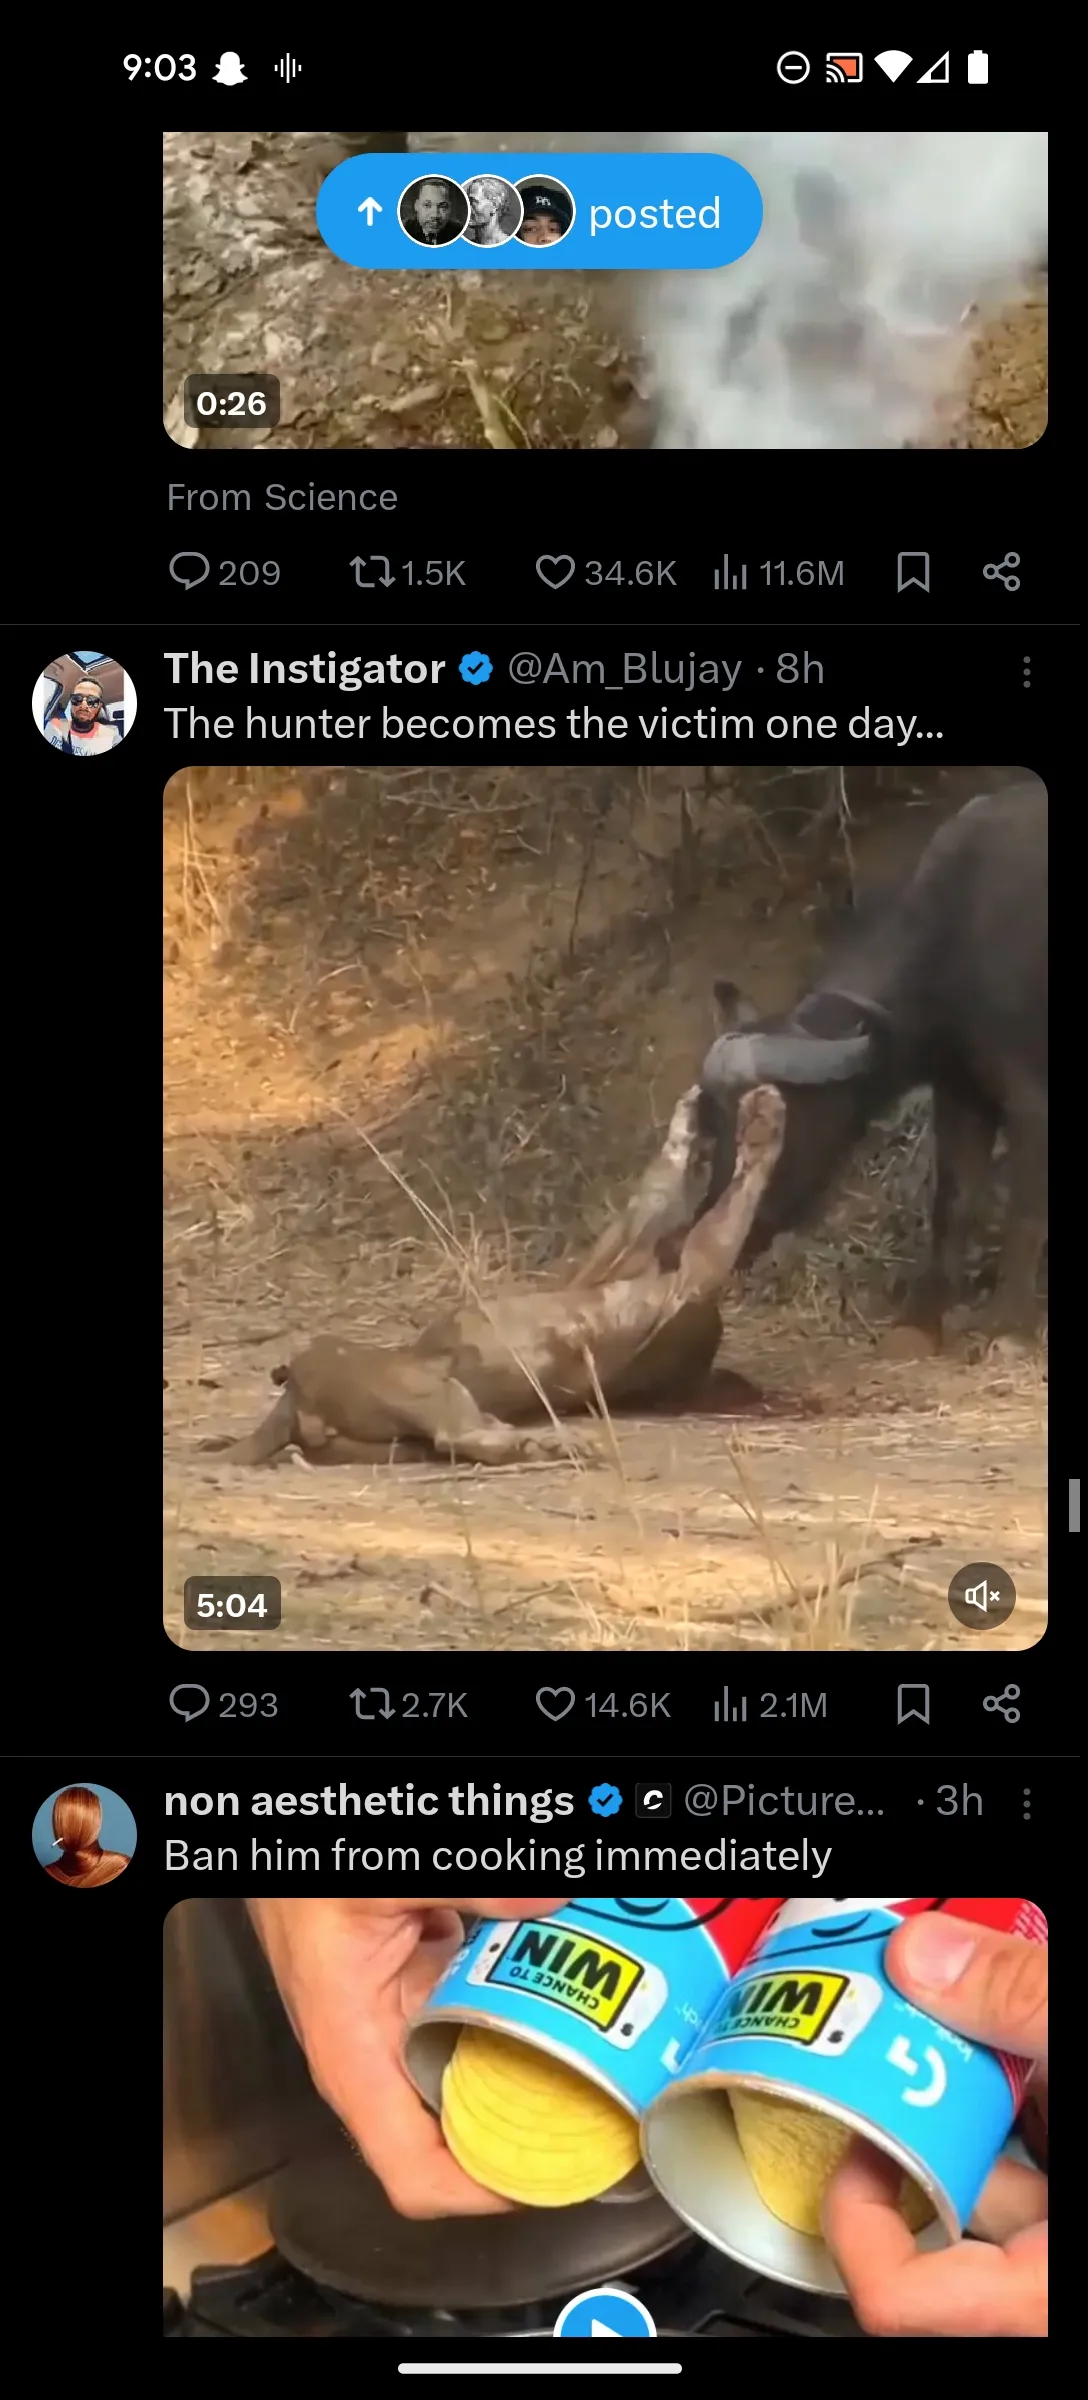 9:03
posted
0:26
From Science
209 1.5K 34.6K 11.6M
The Instigator @Am_Blujay · 8h
The hunter becomes the victim one day...
5:04
293 2.7K 14.6K 2.1M
non aesthetic things @Picture... · 3h
Ban him from cooking immediately
CHANCE TO
WIN
CHANCE TO
WIN